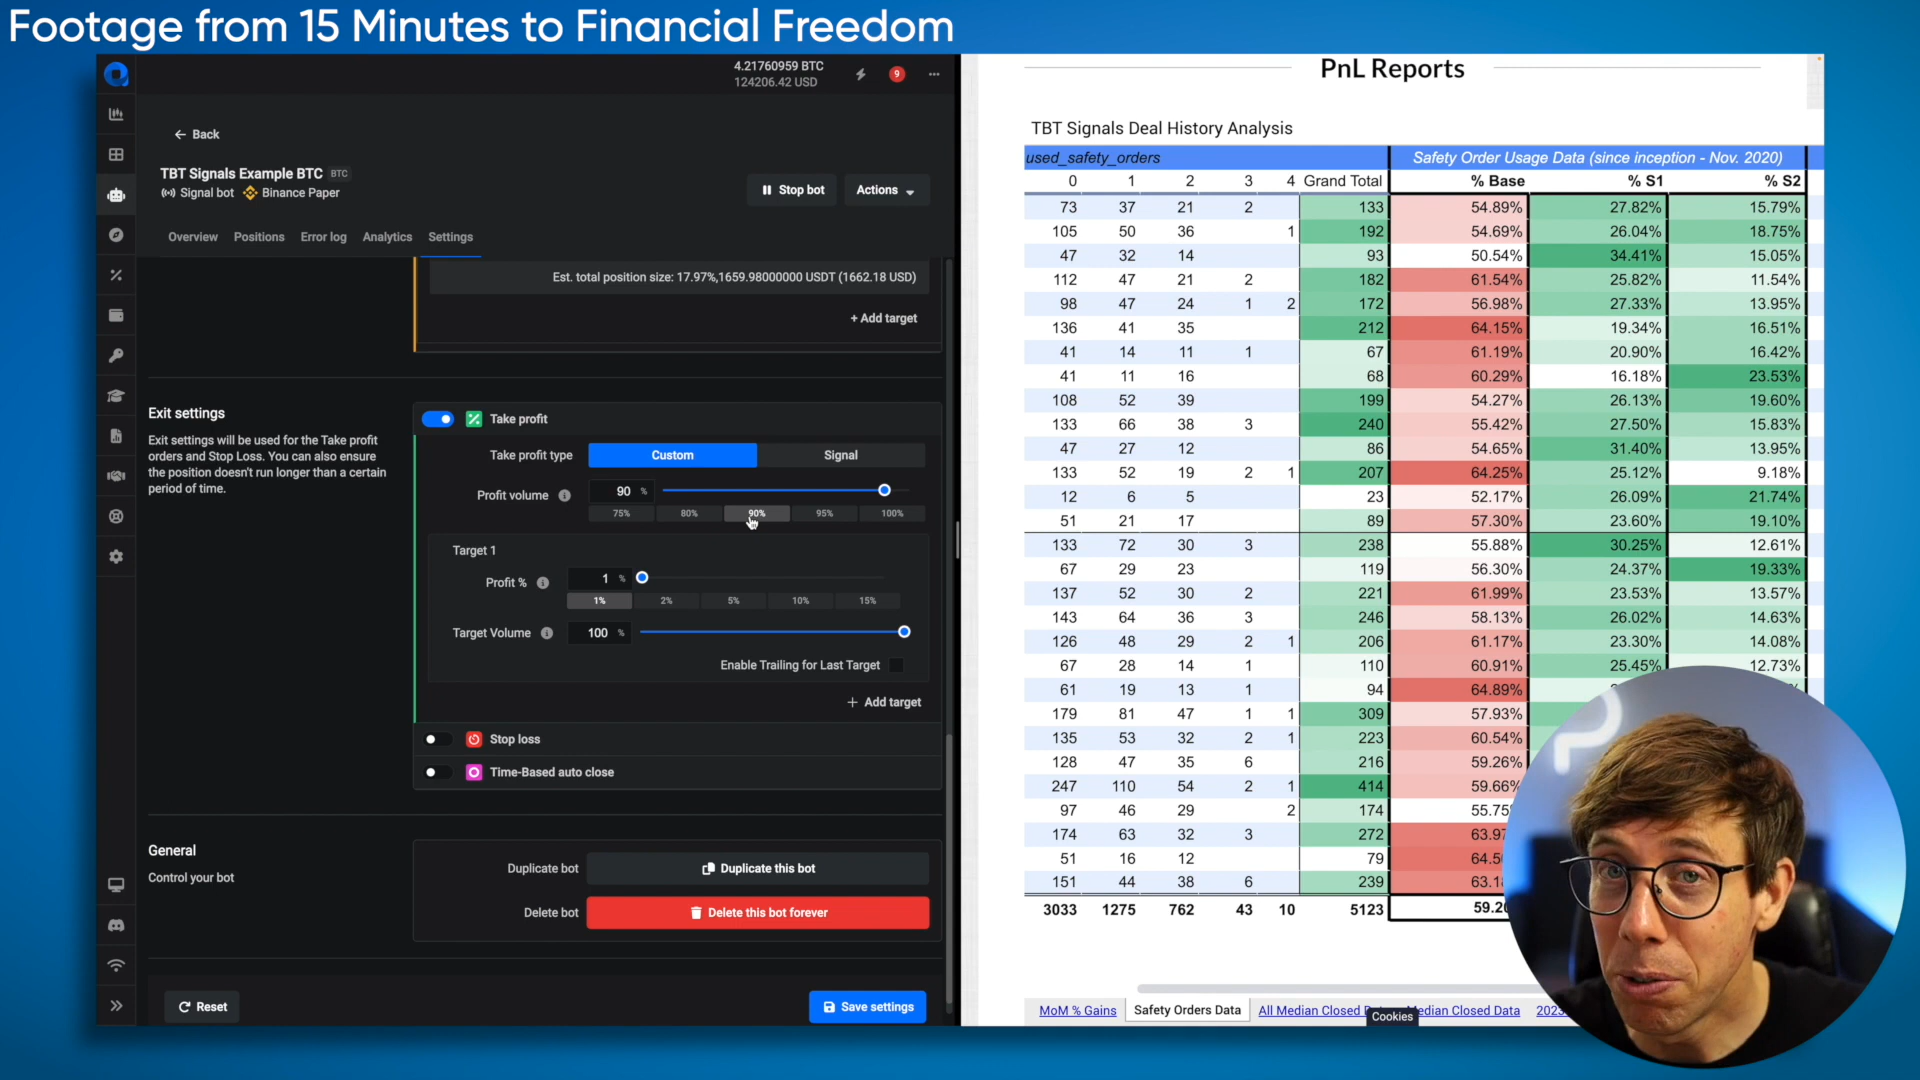 Footage from 15 Minutes to Financial Freedom
4.21760959 BTC
124206.42 USD
9
Back
TBT Signals Example BTC BTC
Signal bot Binance Paper
Stop bot
Actions
Overview Positions Error log Analytics Settings
Est. total position size: 17.97%,1659.98000000 USDT (1662.18 USD)
+ Add target
Exit settings
Exit settings will be used for the Take profit
orders and Stop Loss. You can also ensure
the position doesn't run longer than a certain
period of time.
Take profit
Take profit type Custom Signal
Profit volume 90 %
75% 80% 90% 95% 100%
Target 1
Profit % 1 %
1% 2% 5% 10% 15%
Target Volume 100 %
Enable Trailing for Last Target
+ Add target
Stop loss
Time-Based auto close
General
Control your bot
Duplicate bot Duplicate this bot
Delete bot Delete this bot forever
Reset
Save settings
PnL Reports
TBT Signals Deal History Analysis
used_safety_orders Safety Order Usage Data (since inception - Nov. 2020)
0 1 2 3 4 Grand Total % Base % S1 % S2
73 37 21 2 133 54.89% 27.82% 15.79%
105 50 36 1 192 54.69% 26.04% 18.75%
47 32 14 93 50.54% 34.41% 15.05%
112 47 21 2 182 61.54% 25.82% 11.54%
98 47 24 1 2 172 56.98% 27.33% 13.95%
136 41 35 212 64.15% 19.34% 16.51%
41 14 11 1 67 61.19% 20.90% 16.42%
41 11 16 68 60.29% 16.18% 23.53%
108 52 39 199 54.27% 26.13% 19.60%
133 66 38 3 240 55.42% 27.50% 15.83%
47 27 12 86 54.65% 31.40% 13.95%
133 52 19 2 1 207 64.25% 25.12% 9.18%
12 6 5 23 52.17% 26.09% 21.74%
51 21 17 89 57.30% 23.60% 19.10%
133 72 30 3 238 55.88% 30.25% 12.61%
67 29 23 119 56.30% 24.37% 19.33%
137 52 30 2 221 61.99% 23.53% 13.57%
143 64 36 3 246 58.13% 26.02% 14.63%
126 48 29 2 1 206 61.17% 23.30% 14.08%
67 28 14 1 110 60.91% 25.45% 12.73%
61 19 13 1 94 64.89%
179 81 47 1 1 309 57.93%
135 53 32 2 1 223 60.54%
128 47 35 6 216 59.26%
247 110 54 2 1 414 59.66%
97 46 29 2 174 55.75
174 63 32 3 272 63.97
51 16 12 79 64.5
151 44 38 6 239 63.1
3033 1275 762 43 10 5123 59.2
MoM % Gains Safety Orders Data All Median Closed Median Closed Data 2023
Cookies